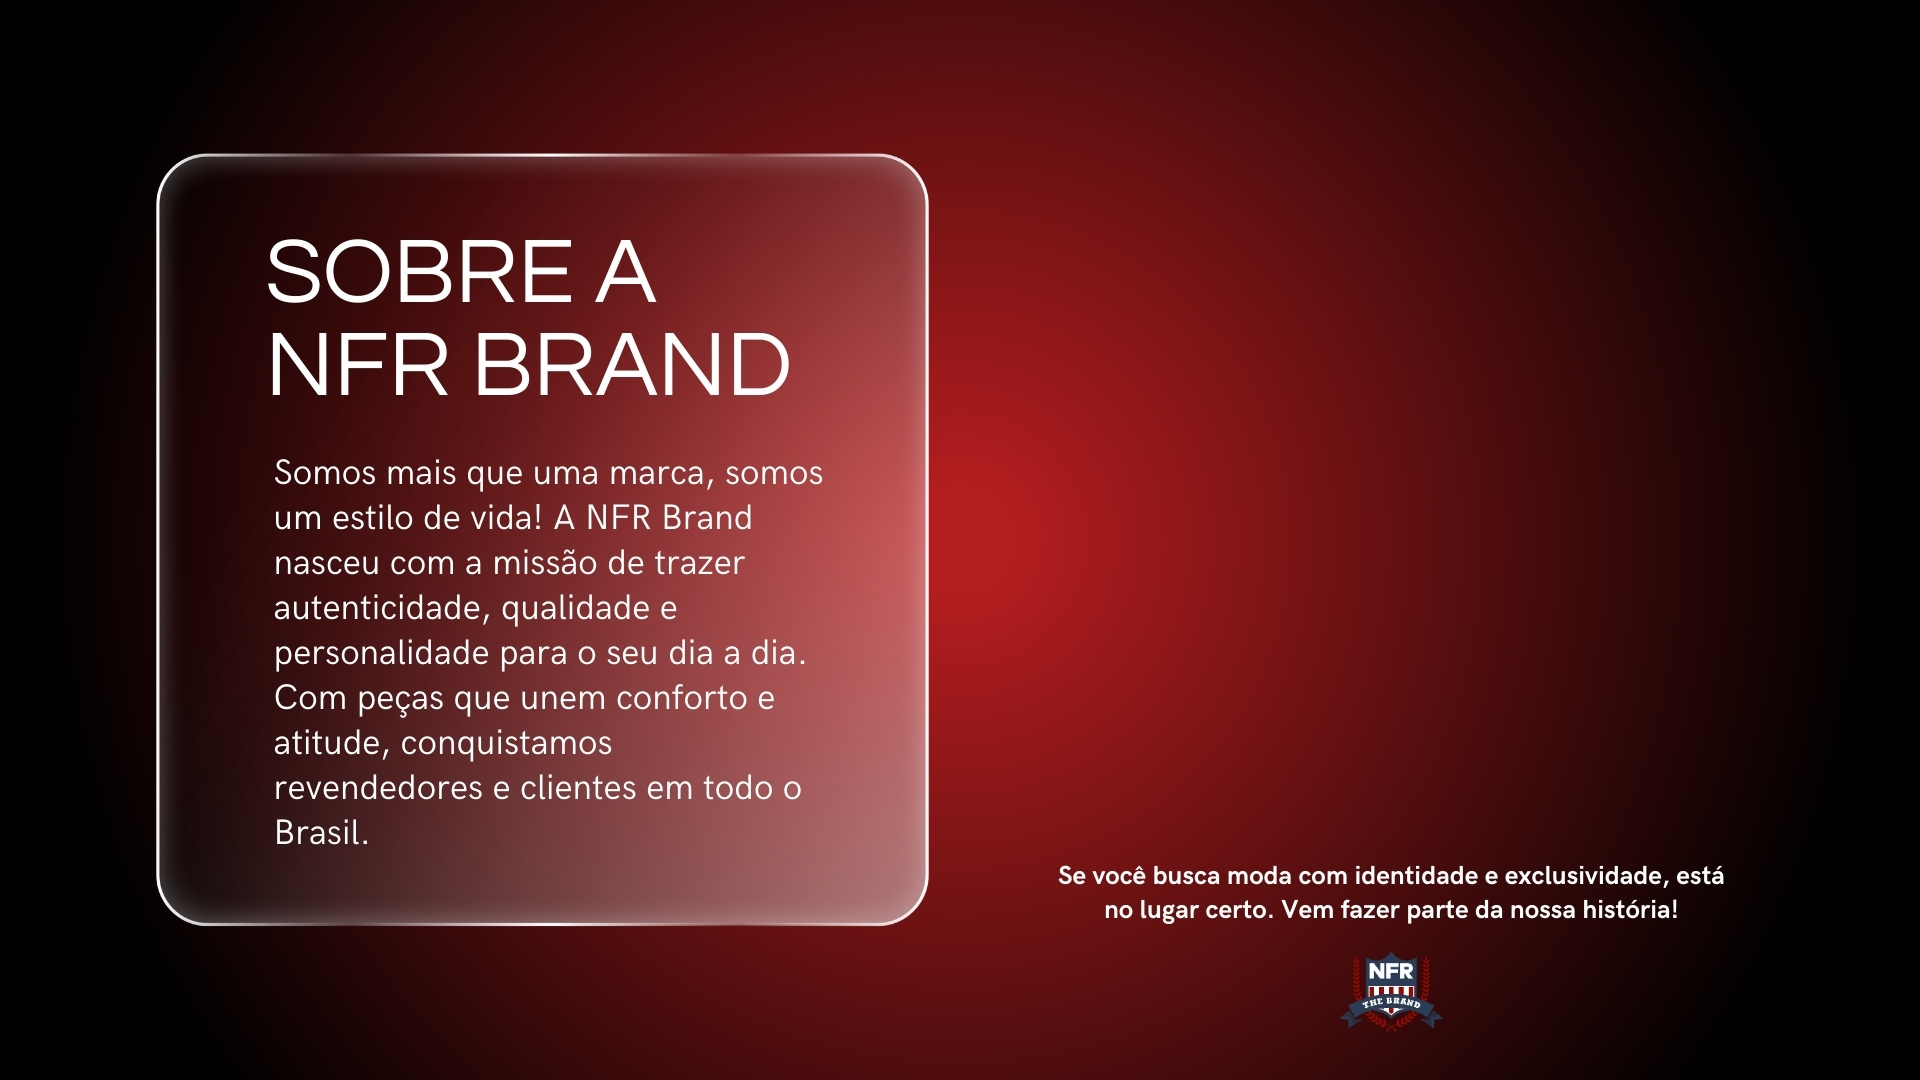 SOBRE A
NFR BRAND
Somos mais que uma marca, somos
um estilo de vida! A NFR Brand
nasceu com a missão de trazer
autenticidade, qualidade e
personalidade para o seu dia a dia.
Com peças que unem conforto e
atitude, conquistamos
revendedores e clientes em todo o
Brasil.
Se você busca moda com identidade e exclusividade, está
no lugar certo. Vem fazer parte da nossa história!
NFR
THE BRAND